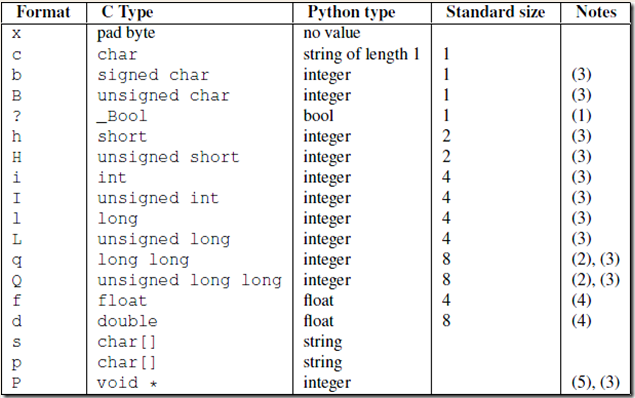 Format C Type Python type Standard size Notes
x pad byte no value
c char string of length 1 1
b signed char integer 1 (3)
B unsigned char integer 1 (3)
? _Bool bool 1 (1)
h short integer 2 (3)
H unsigned short integer 2 (3)
i int integer 4 (3)
I unsigned int integer 4 (3)
l long integer 4 (3)
L unsigned long integer 4 (3)
q long long integer 8 (2), (3)
Q unsigned long long integer 8 (2), (3)
f float float 4 (4)
d double float 8 (4)
s char[] string
p char[] string
P void * integer (5), (3)